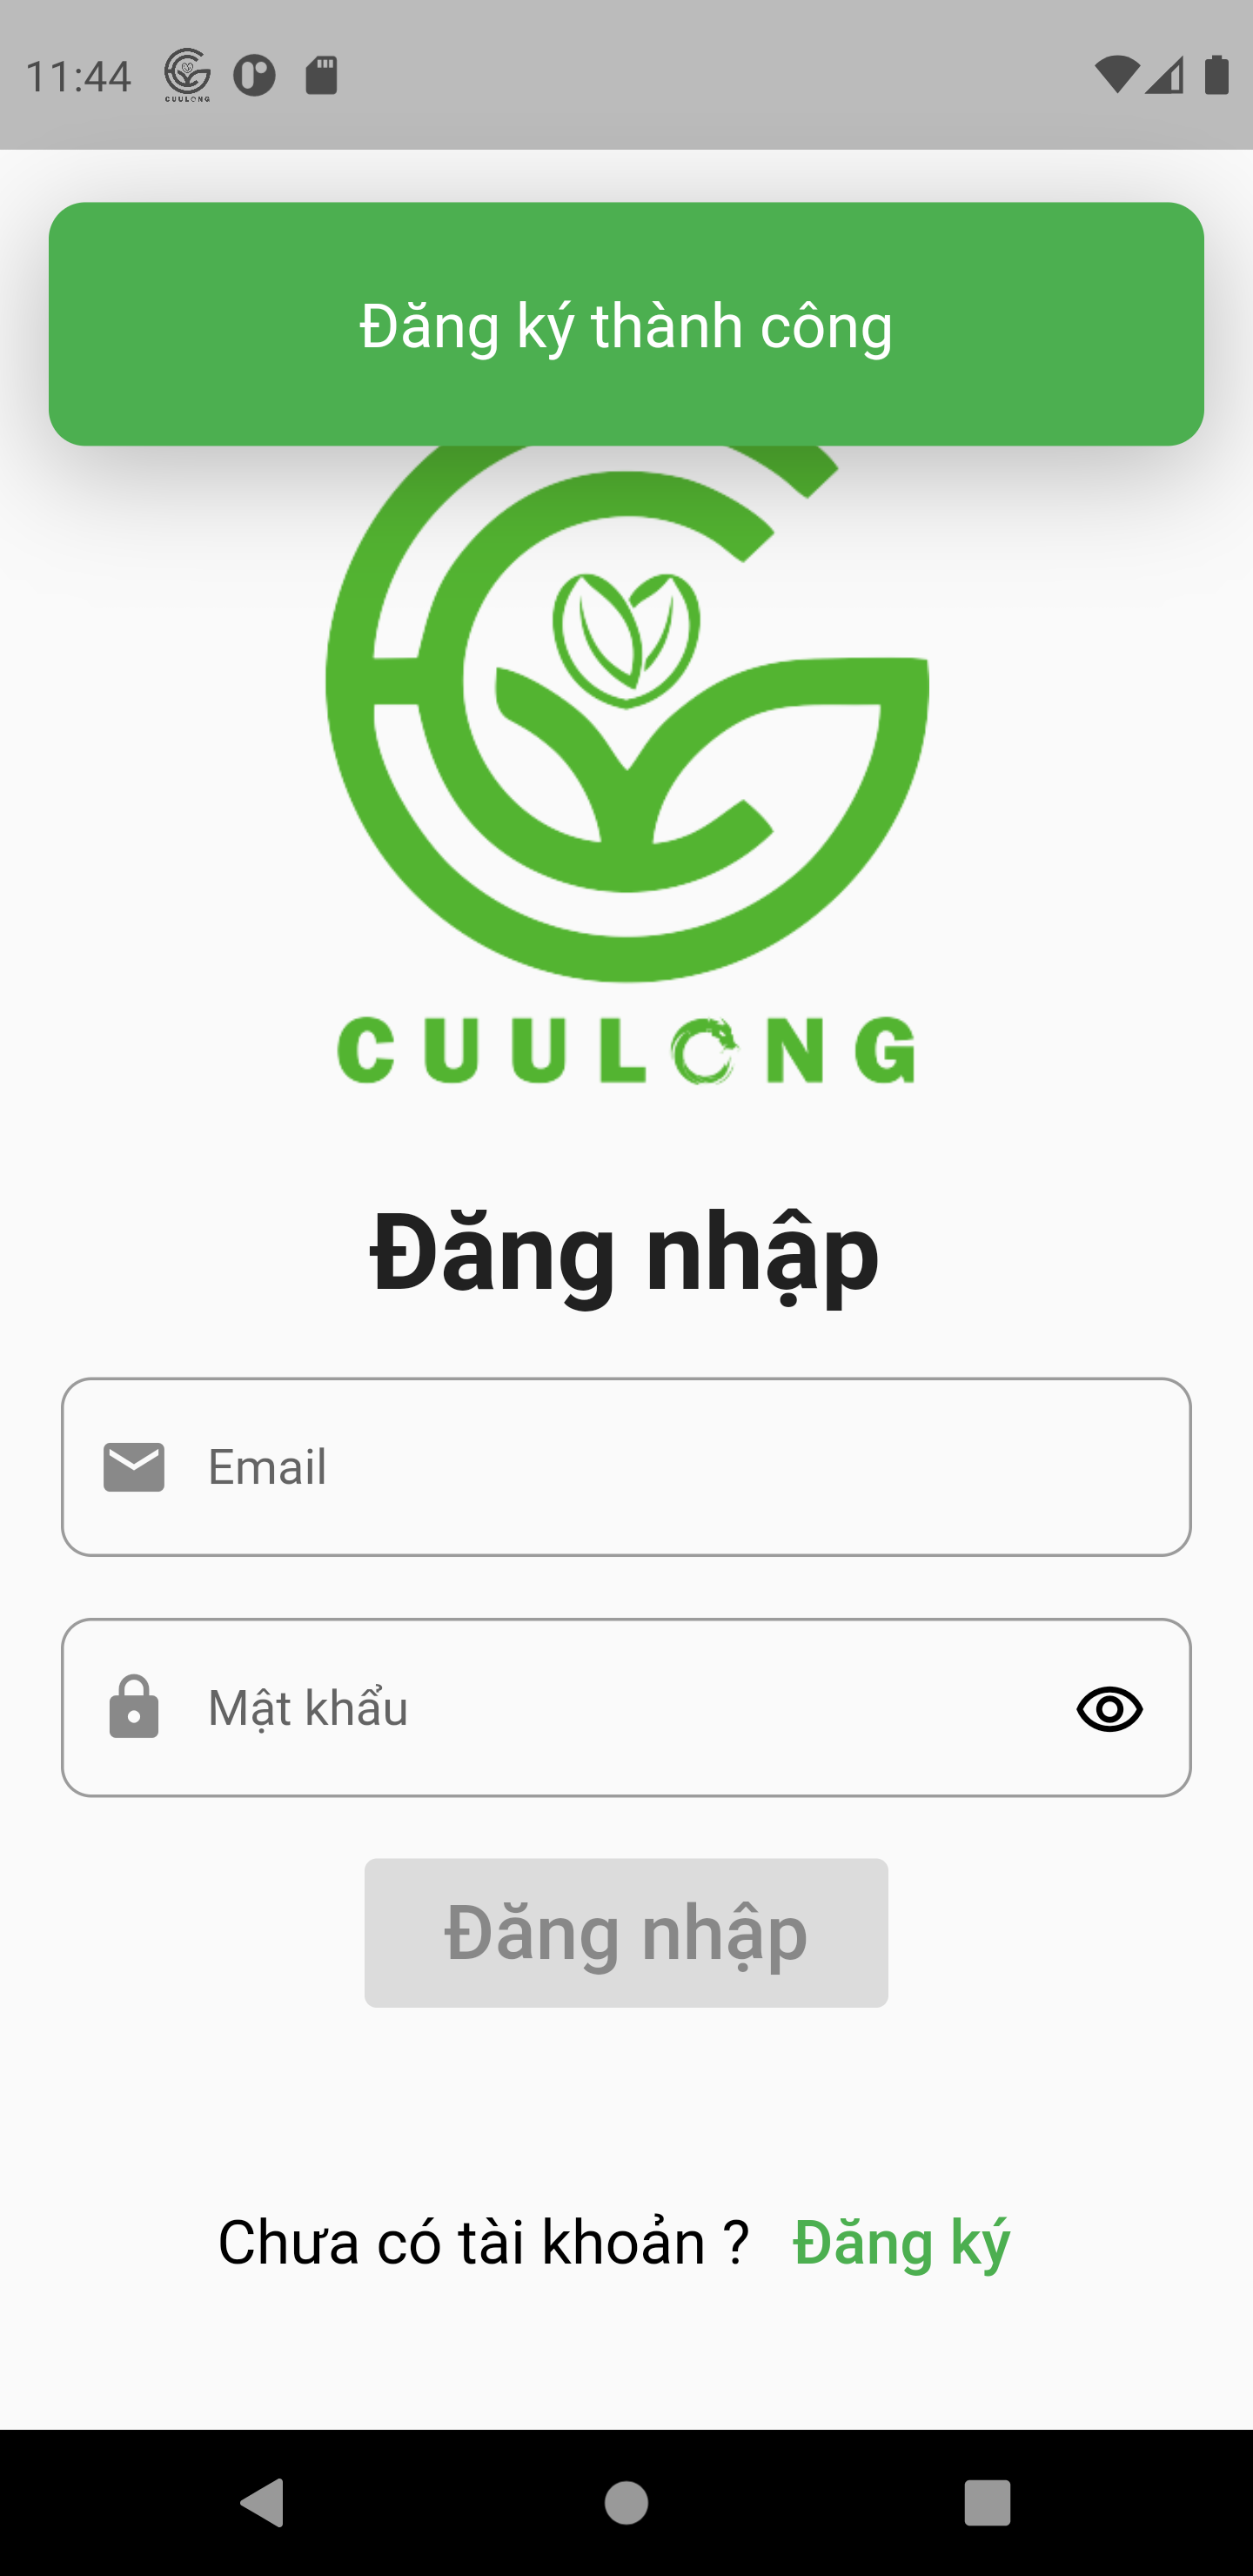 11:44
CUULONG
Đăng ký thành công
CUULONG
Đăng nhập
Email
Mật khẩu
Đăng nhập
Chưa có tài khoản ? Đăng ký